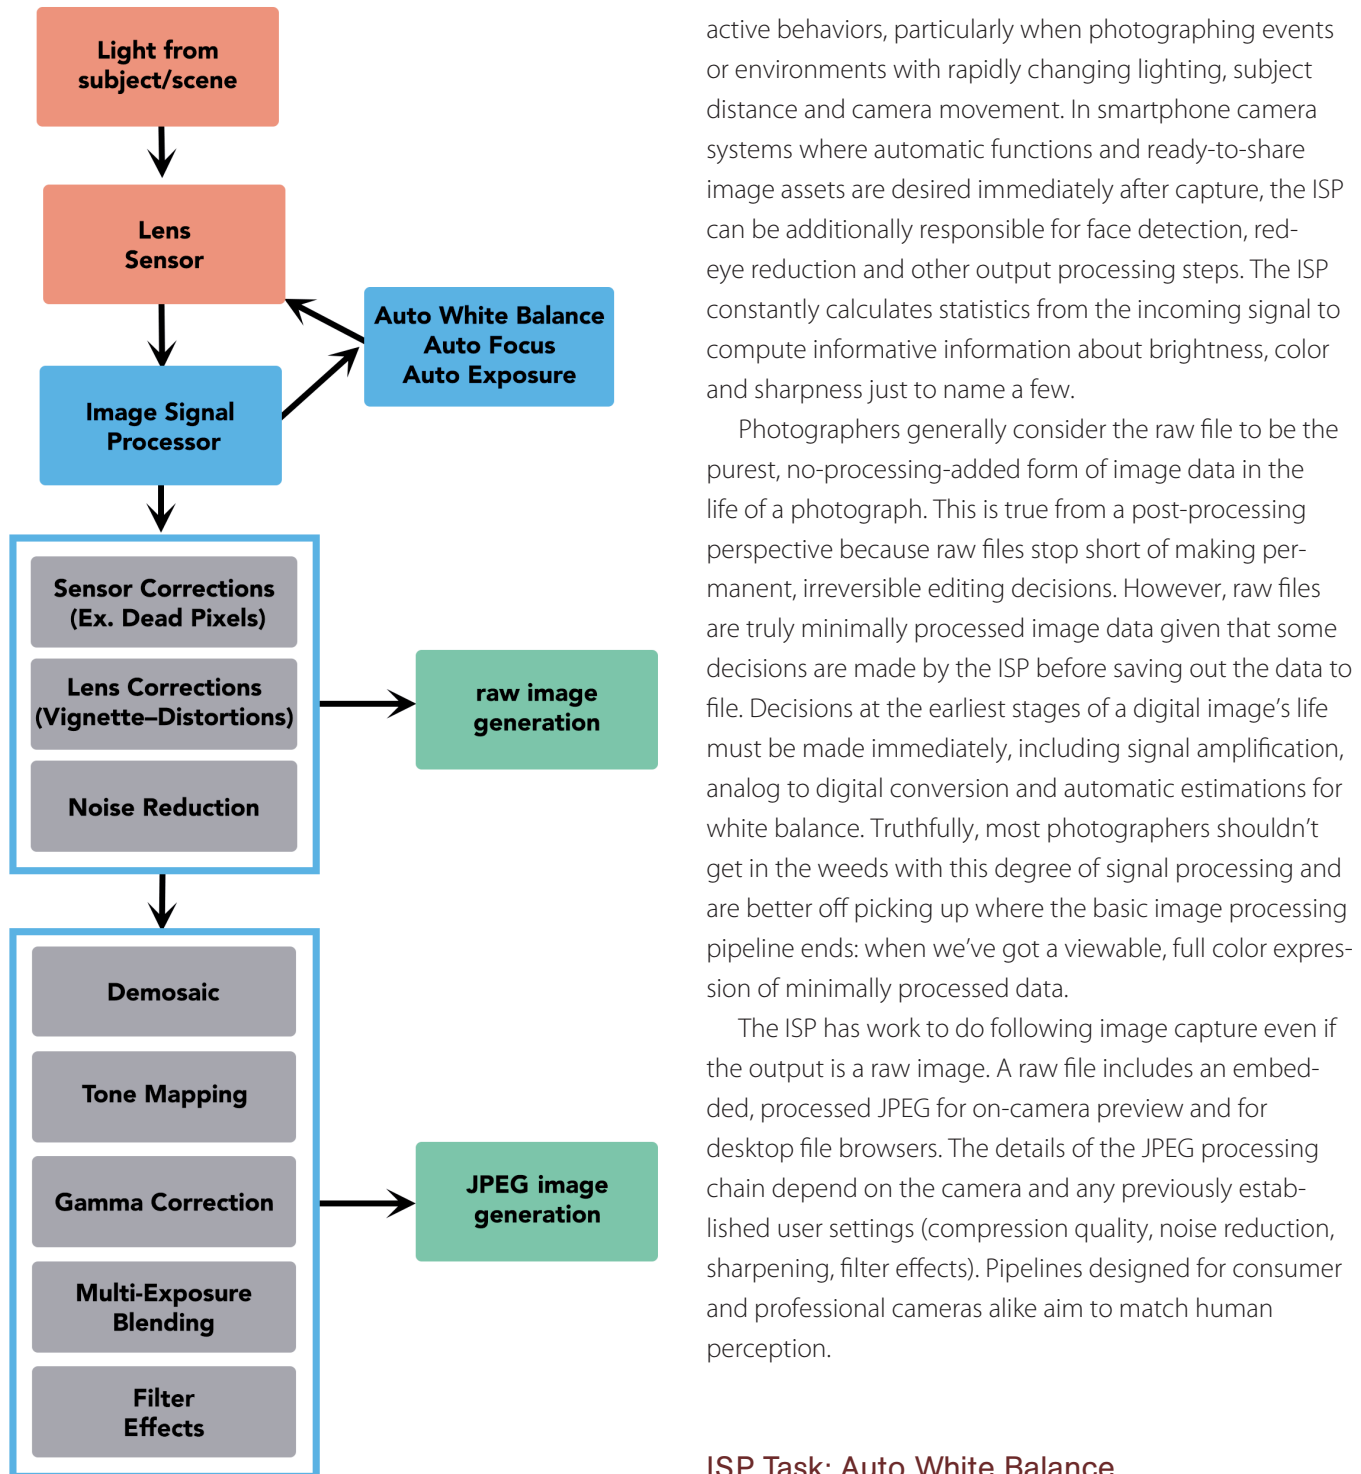 Light from
subject/scene
Lens
Sensor
Auto White Balance
Auto Focus
Auto Exposure
Image Signal
Processor
Sensor Corrections
(Ex. Dead Pixels)
Lens Corrections
(Vignette–Distortions)
Noise Reduction
raw image
generation
Demosaic
Tone Mapping
Gamma Correction
Multi-Exposure
Blending
Filter
Effects
JPEG image
generation
active behaviors, particularly when photographing events
or environments with rapidly changing lighting, subject
distance and camera movement. In smartphone camera
systems where automatic functions and ready-to-share
image assets are desired immediately after capture, the ISP
can be additionally responsible for face detection, red-
eye reduction and other output processing steps. The ISP
constantly calculates statistics from the incoming signal to
compute informative information about brightness, color
and sharpness just to name a few.
Photographers generally consider the raw file to be the
purest, no-processing-added form of image data in the
life of a photograph. This is true from a post-processing
perspective because raw files stop short of making per-
manent, irreversible editing decisions. However, raw files
are truly minimally processed image data given that some
decisions are made by the ISP before saving out the data to
file. Decisions at the earliest stages of a digital image’s life
must be made immediately, including signal amplification,
analog to digital conversion and automatic estimations for
white balance. Truthfully, most photographers shouldn’t
get in the weeds with this degree of signal processing and
are better off picking up where the basic image processing
pipeline ends: when we’ve got a viewable, full color expres-
sion of minimally processed data.
The ISP has work to do following image capture even if
the output is a raw image. A raw file includes an embed-
ded, processed JPEG for on-camera preview and for
desktop file browsers. The details of the JPEG processing
chain depend on the camera and any previously estab-
lished user settings (compression quality, noise reduction,
sharpening, filter effects). Pipelines designed for consumer
and professional cameras alike aim to match human
perception.
ISP Task: Auto White Balance